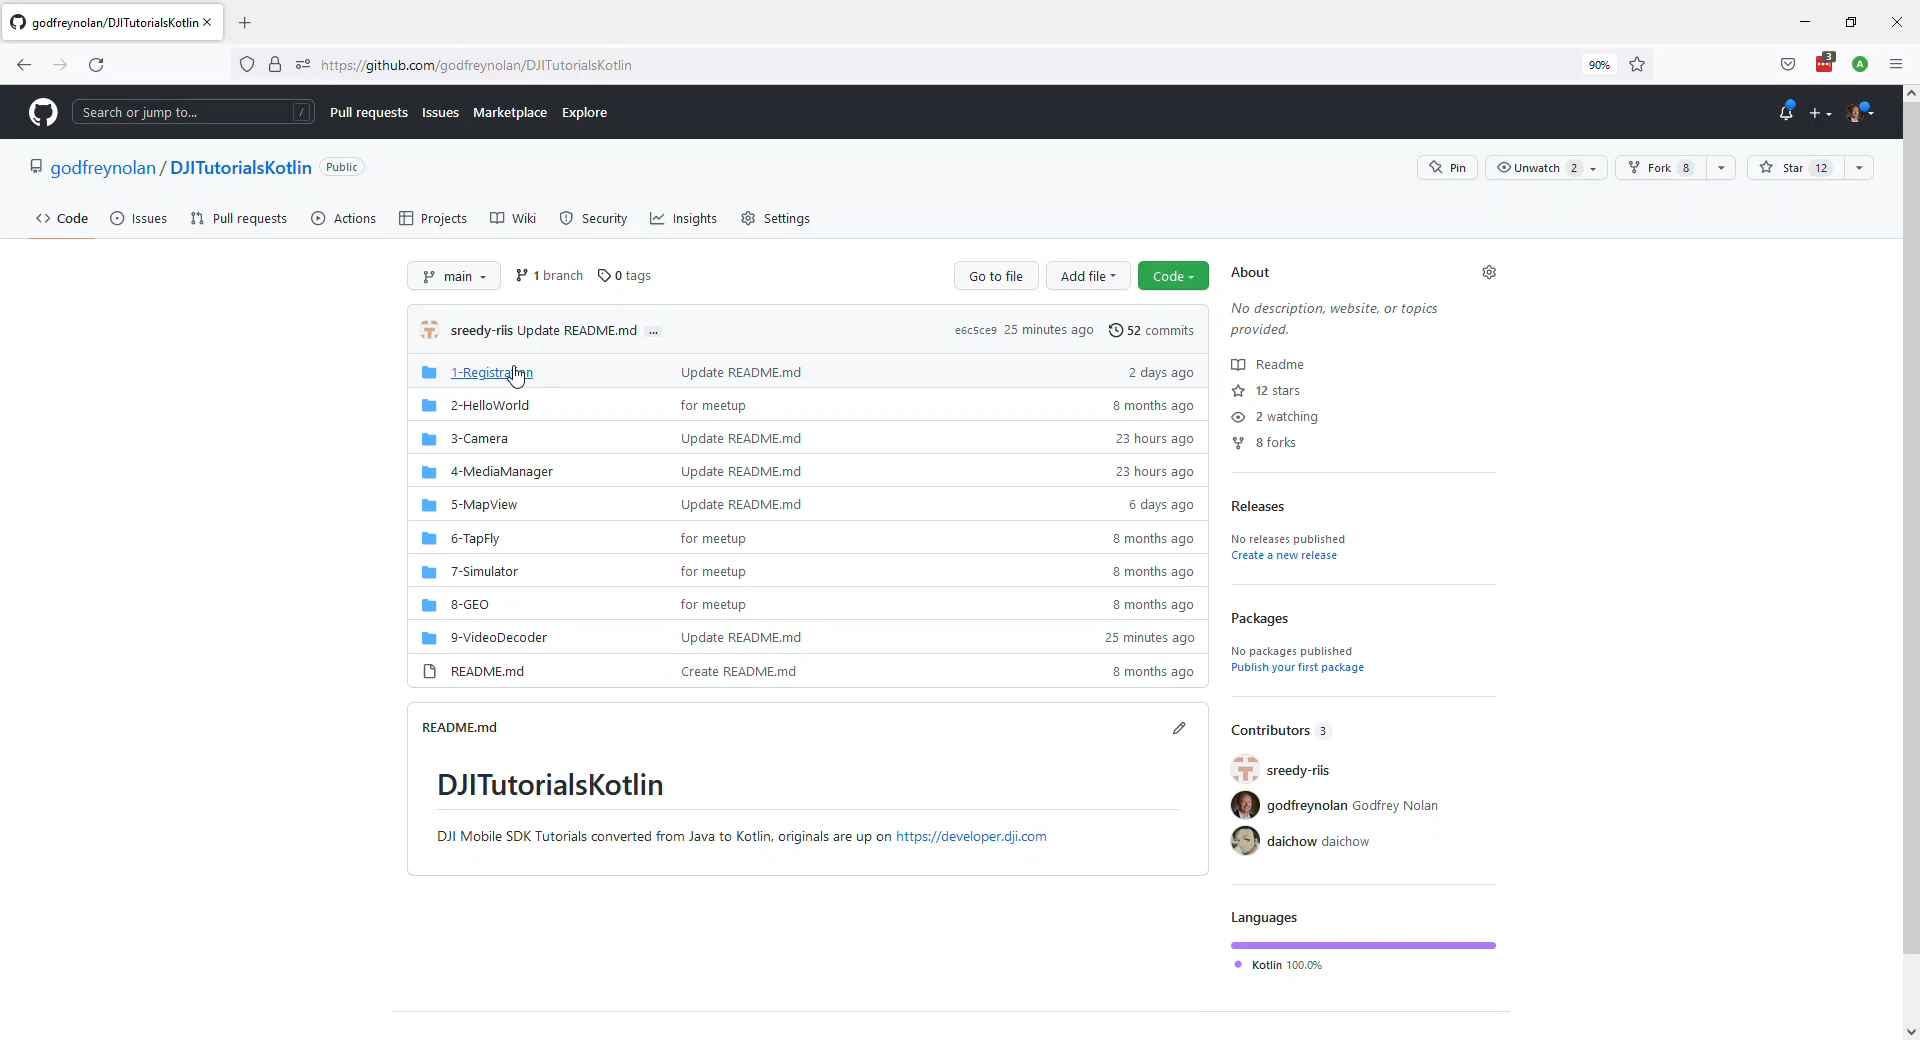 godfreynolan/DJITutorialsKotlin
https://github.com/godfreynolan/DJITutorialsKotlin
90%
3
A
Search or jump to...
/
Pull requests
Issues
Marketplace
Explore
godfreynolan / DJITutorialsKotlin
Public
Pin
Unwatch 2
Fork 8
Star 12
Code
Issues
Pull requests
Actions
Projects
Wiki
Security
Insights
Settings
main
1 branch
0 tags
Go to file
Add file
Code
sreedy-riis Update README.md ...
e6c5ce9 25 minutes ago
52 commits
1-Registration Update README.md 2 days ago
2-HelloWorld for meetup 8 months ago
3-Camera Update README.md 23 hours ago
4-MediaManager Update README.md 23 hours ago
5-MapView Update README.md 6 days ago
6-TapFly for meetup 8 months ago
7-Simulator for meetup 8 months ago
8-GEO for meetup 8 months ago
9-VideoDecoder Update README.md 25 minutes ago
README.md Create README.md 8 months ago
README.md
DJITutorialsKotlin
DJI Mobile SDK Tutorials converted from Java to Kotlin, originals are up on https://developer.dji.com
About
No description, website, or topics
provided.
Readme
12 stars
2 watching
8 forks
Releases
No releases published
Create a new release
Packages
No packages published
Publish your first package
Contributors 3
sreedy-riis
godfreynolan Godfrey Nolan
daichow daichow
Languages
Kotlin 100.0%